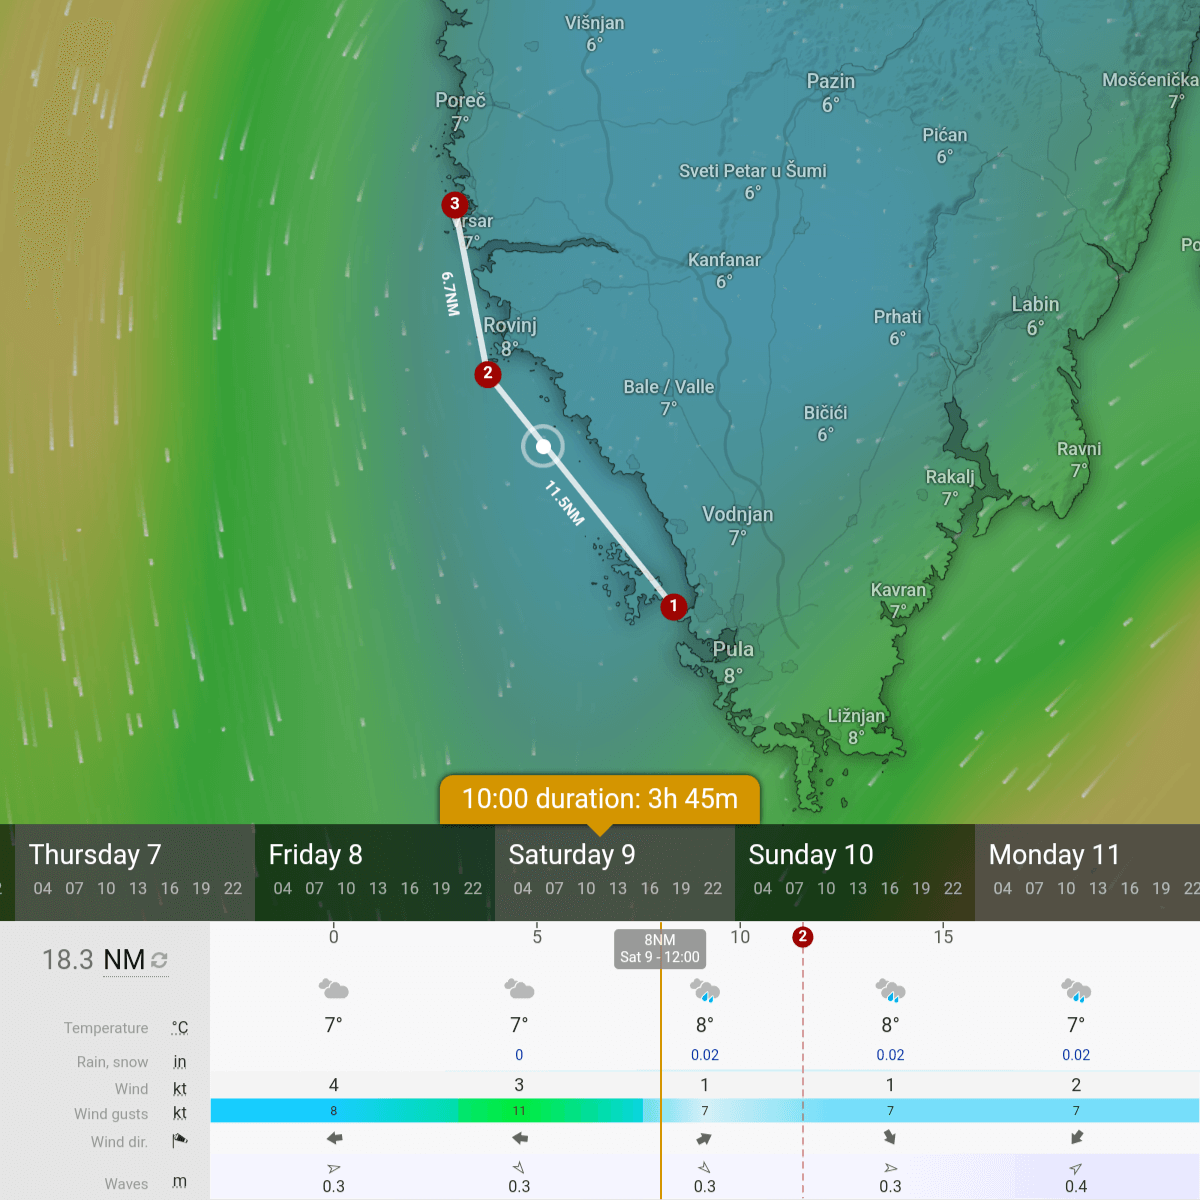 Višnjan
6°
Pazin
6°
Mošćenička
7°
Poreč
7°
Pićan
6°
Sveti Petar u Šumi
6°
3
rsar
7°
Kanfanar
6°
Po
6.7NM
Labin
6°
Prhati
6°
Rovinj
8°
2
Bale / Valle
7°
Bičići
6°
Ravni
7°
Rakalj
7°
11.5NM
Vodnjan
7°
Kavran
7°
1
Pula
8°
Ližnjan
8°
10:00 duration: 3h 45m
Thursday 7 Friday 8 Saturday 9 Sunday 10 Monday 11
2 04 07 10 13 16 19 22 04 07 10 13 16 19 22 04 07 10 13 16 19 22 04 07 10 13 16 19 22 04 07 10 13 16 19 22
0 5 10 2 15
8NM
Sat 9 - 12:00
18.3 NM
Temperature °C 7° 7° 8° 8° 7°
Rain, snow in 0 0.02 0.02 0.02
Wind kt 4 3 1 1 2
Wind gusts kt 8 11 7 7 7
Wind dir.
Waves m 0.3 0.3 0.3 0.3 0.4